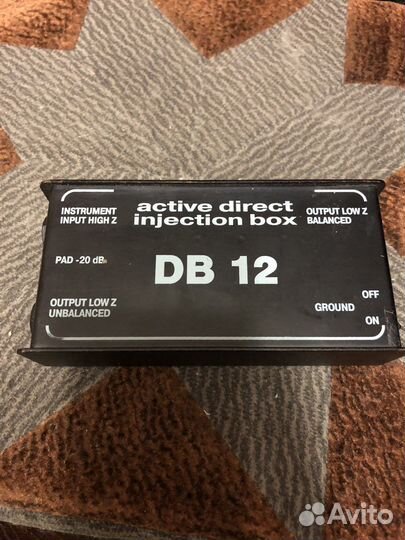 active direct
injection box
INSTRUMENT
INPUT HIGH Z
OUTPUT LOW Z
BALANCED
PAD -20 dB
DB 12
OUTPUT LOW Z
UNBALANCED
OFF
GROUND
ON
Avito